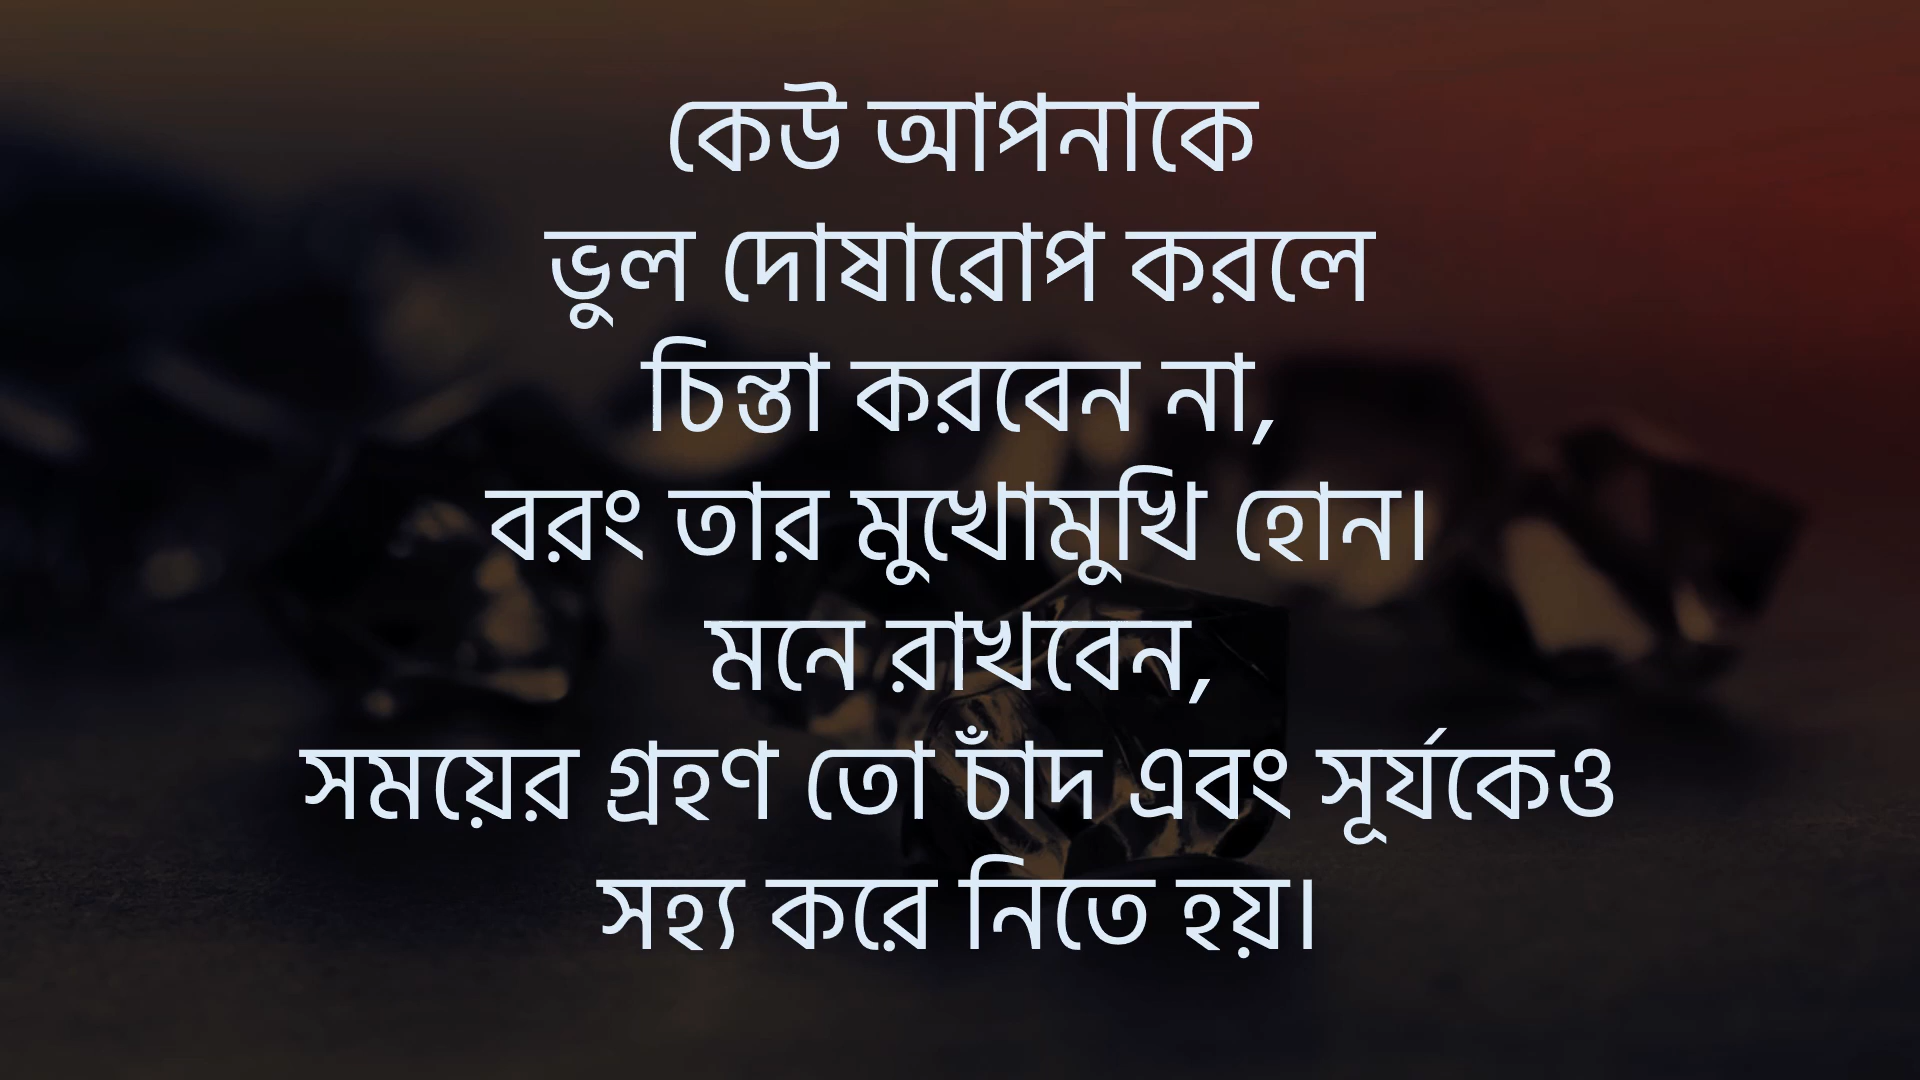 কেউ আপনাকে
ভুল দোষারোপ করলে
চিন্তা করবেন না,
বরং তার মুখোমুখি হোন।
মনে রাখবেন,
সময়ের গ্রহণ তো চাঁদ এবং সূর্যকেও
সহ্য করে নিতে হয়।